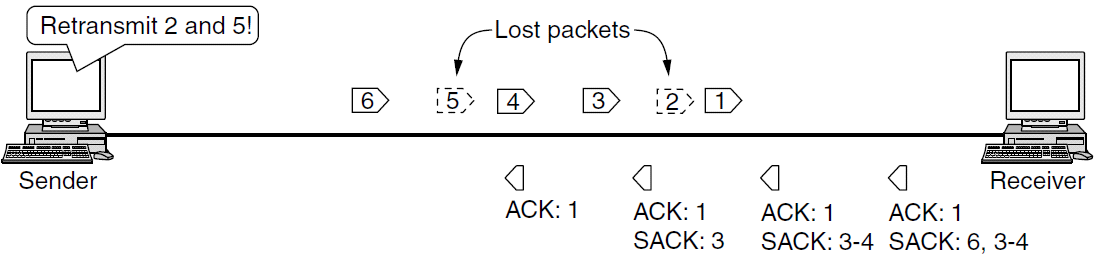 Retransmit 2 and 5!
Lost packets
6
5
4
3
2
1
Sender
Receiver
ACK: 1
ACK: 1
SACK: 3
ACK: 1
SACK: 3-4
ACK: 1
SACK: 6, 3-4